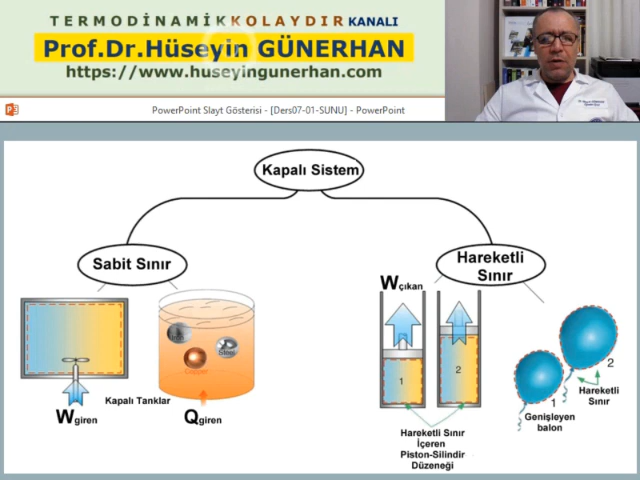 TERMODİNAMİKKOLAYDIR KANALI
Prof.Dr.Hüseyin GÜNERHAN
https://www.huseyingunerhan.com
PowerPoint Slayt Gösterisi - [Ders07-01-SUNU] - PowerPoint
Kapalı Sistem
Sabit Sınır
Hareketli
Sınır
Wçıkan
Steel
Copper
1
2
Kapalı Tanklar
Wgiren
Qgiren
Hareketli Sınır
İçeren
Piston-Silindir
Düzeneği
1
2
Hareketli
Sınır
Genişleyen
balon